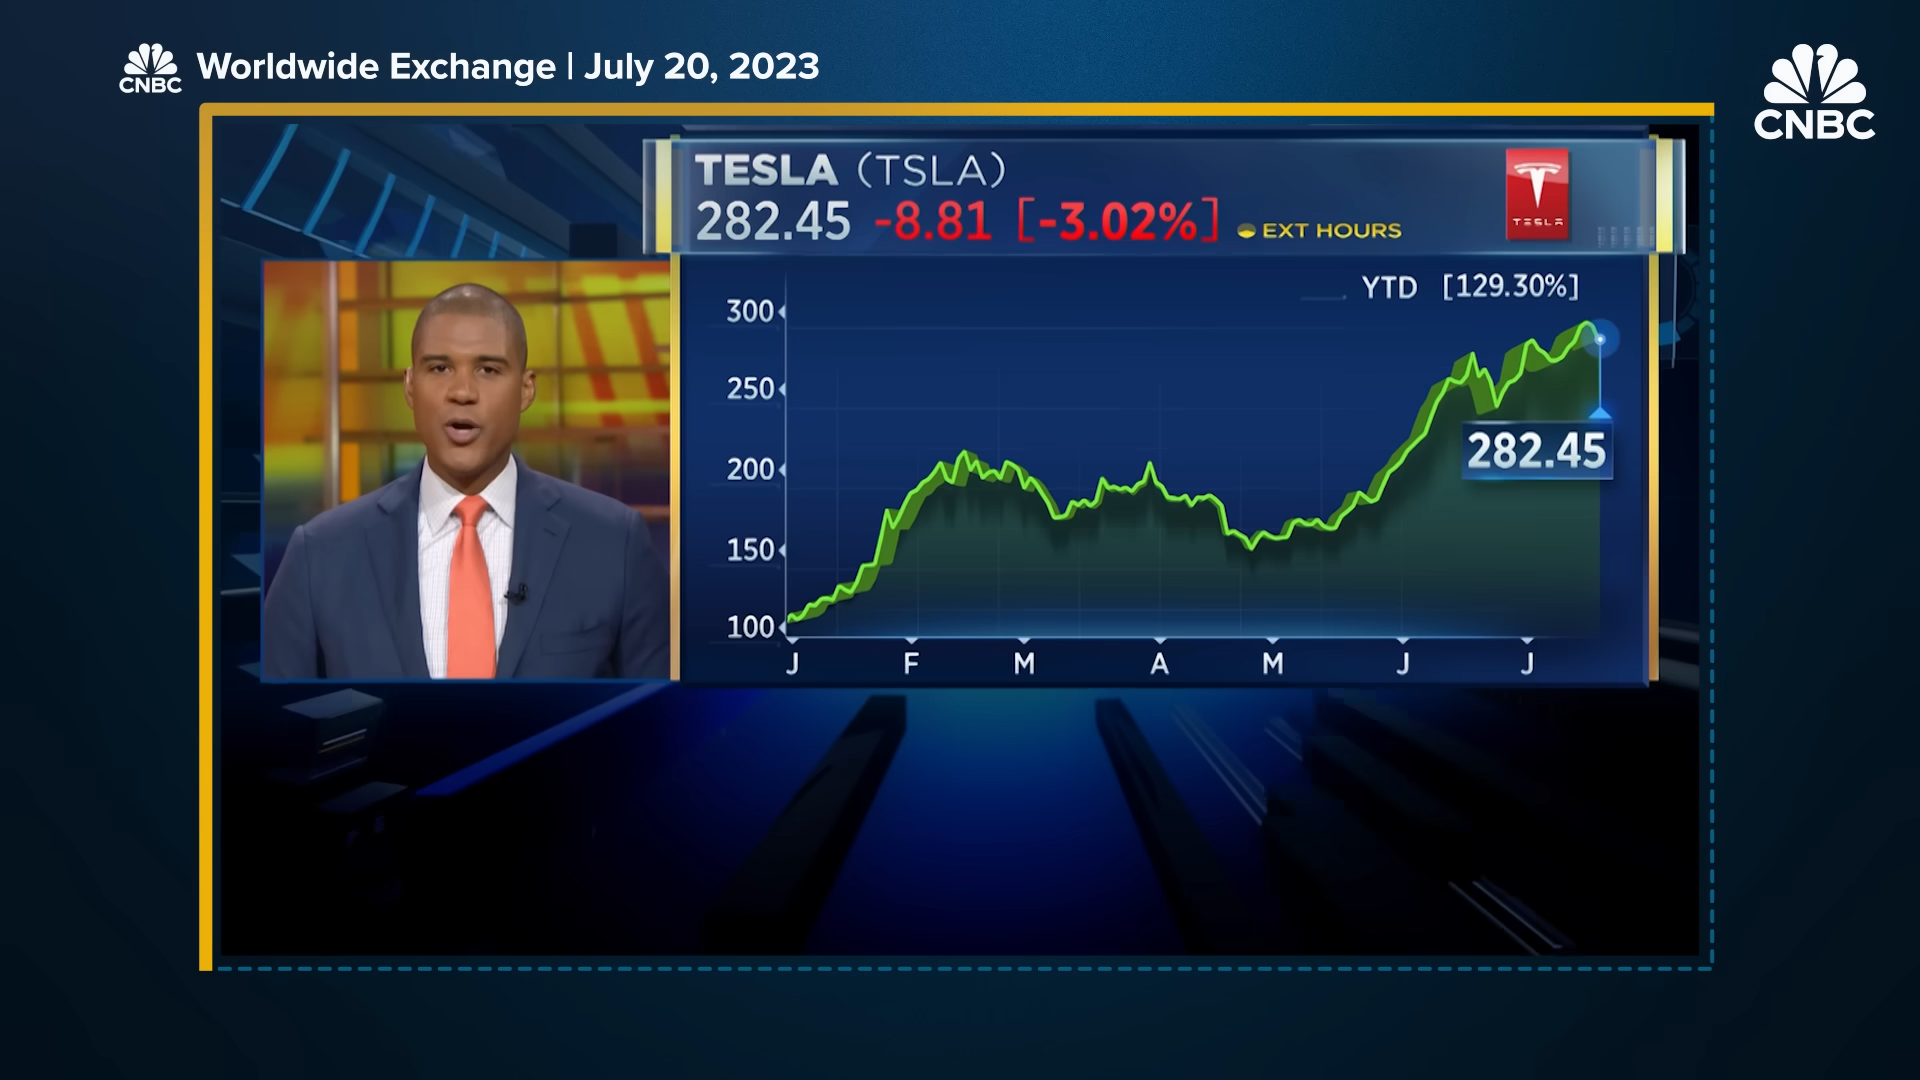 CNBC
Worldwide Exchange | July 20, 2023
CNBC
TESLA (TSLA)
282.45 -8.81 [-3.02%] EXT HOURS
TESLA
YTD [129.30%]
300
250
200
150
100
282.45
J F M A M J J